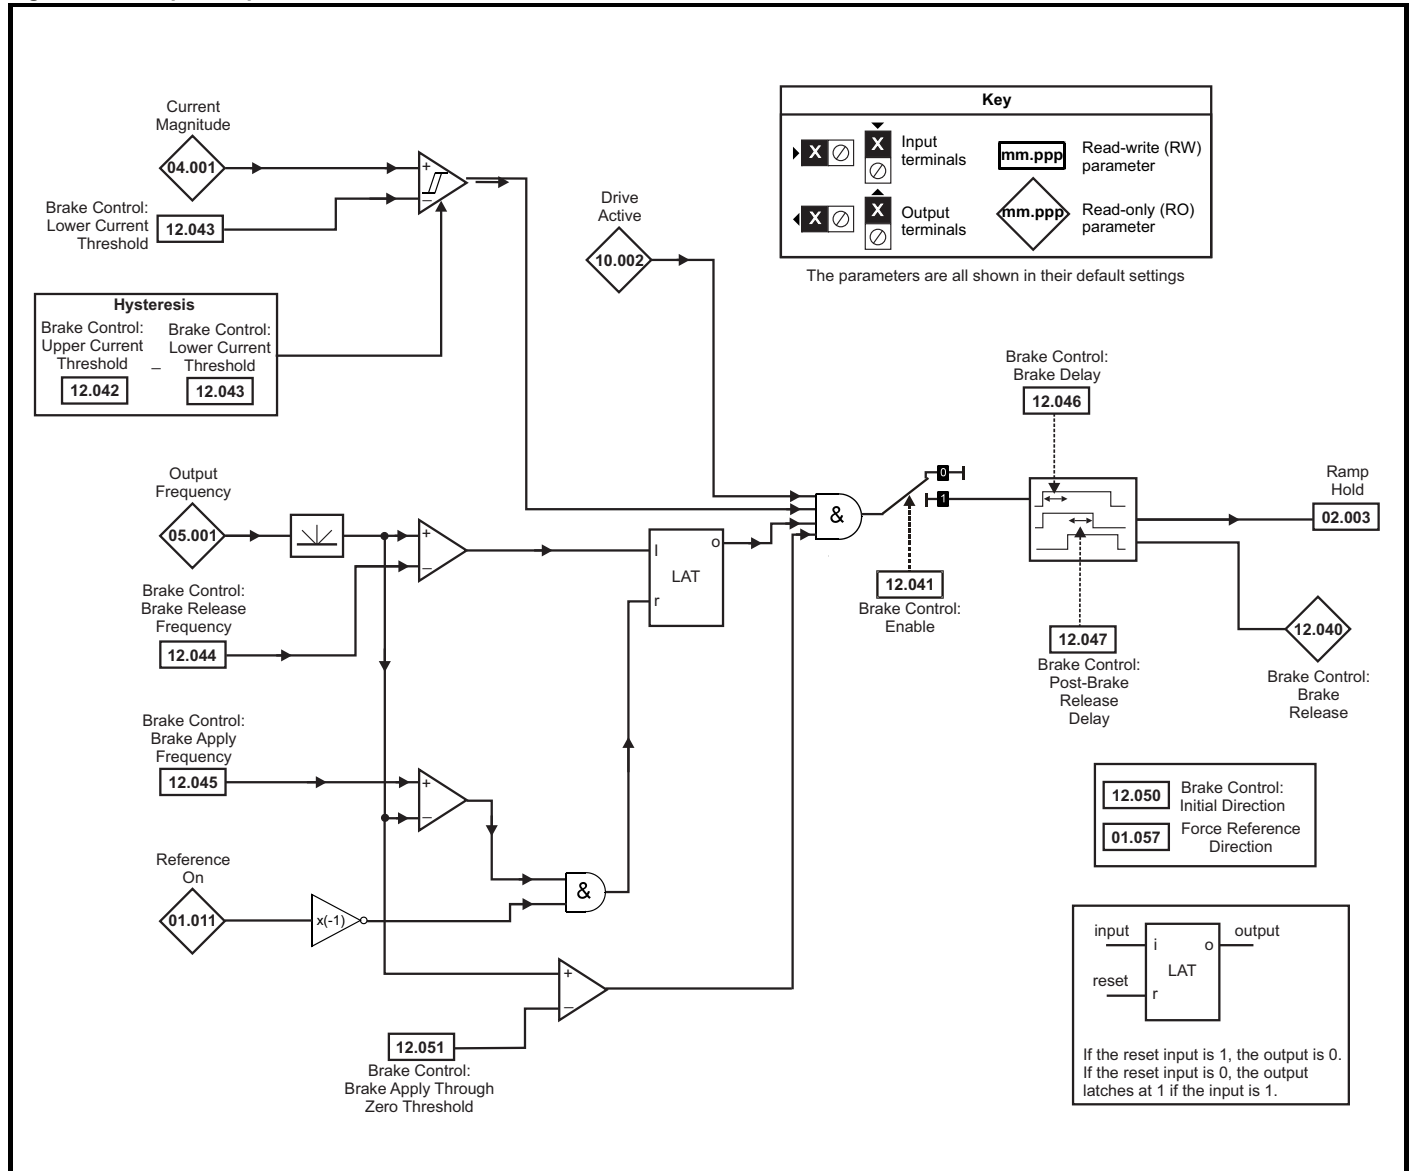 Current
Magnitude
04.001
+
−
Brake Control:
Lower Current
Threshold
12.043
Hysteresis
Brake Control:
Upper Current
Threshold
12.042
−
Brake Control:
Lower Current
Threshold
12.043
Drive
Active
10.002
Key
X
X
Input
terminals
mm.ppp
Read-write (RW)
parameter
X
X
Output
terminals
mm.ppp
Read-only (RO)
parameter
The parameters are all shown in their default settings
Output
Frequency
05.001
+
−
Brake Control:
Brake Release
Frequency
12.044
I
o
LAT
r
&
0
1
12.041
Brake Control:
Enable
Brake Control:
Brake Delay
12.046
12.047
Brake Control:
Post-Brake
Release
Delay
Ramp
Hold
02.003
12.040
Brake Control:
Brake
Release
Brake Control:
Brake Apply
Frequency
12.045
+
−
Reference
On
01.011
x(-1)
&
+
−
12.051
Brake Control:
Brake Apply Through
Zero Threshold
12.050
Brake Control:
Initial Direction
01.057
Force Reference
Direction
input
i
o
output
LAT
reset
r
If the reset input is 1, the output is 0.
If the reset input is 0, the output
latches at 1 if the input is 1.